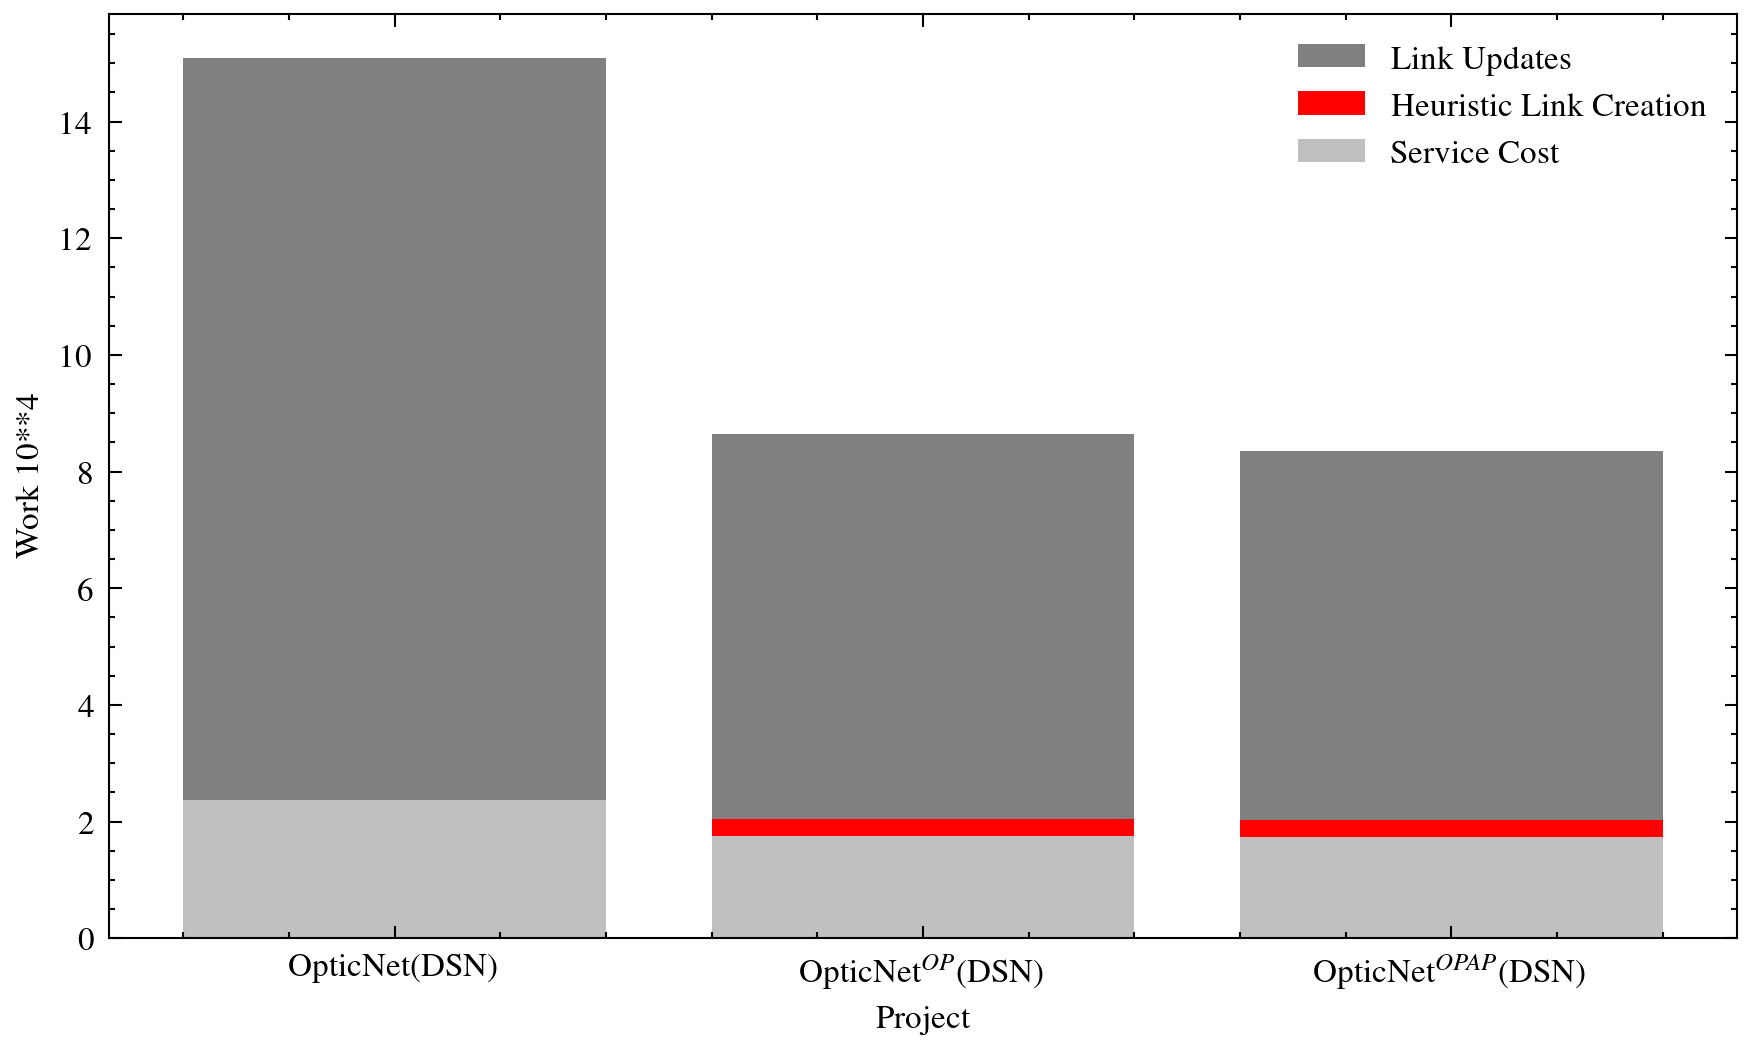 Link Updates
Heuristic Link Creation
Service Cost
14
12
10
8
6
4
2
0
Work 10**4
OpticNet(DSN) OpticNet^{OP}(DSN) OpticNet^{OPAP}(DSN)
Project